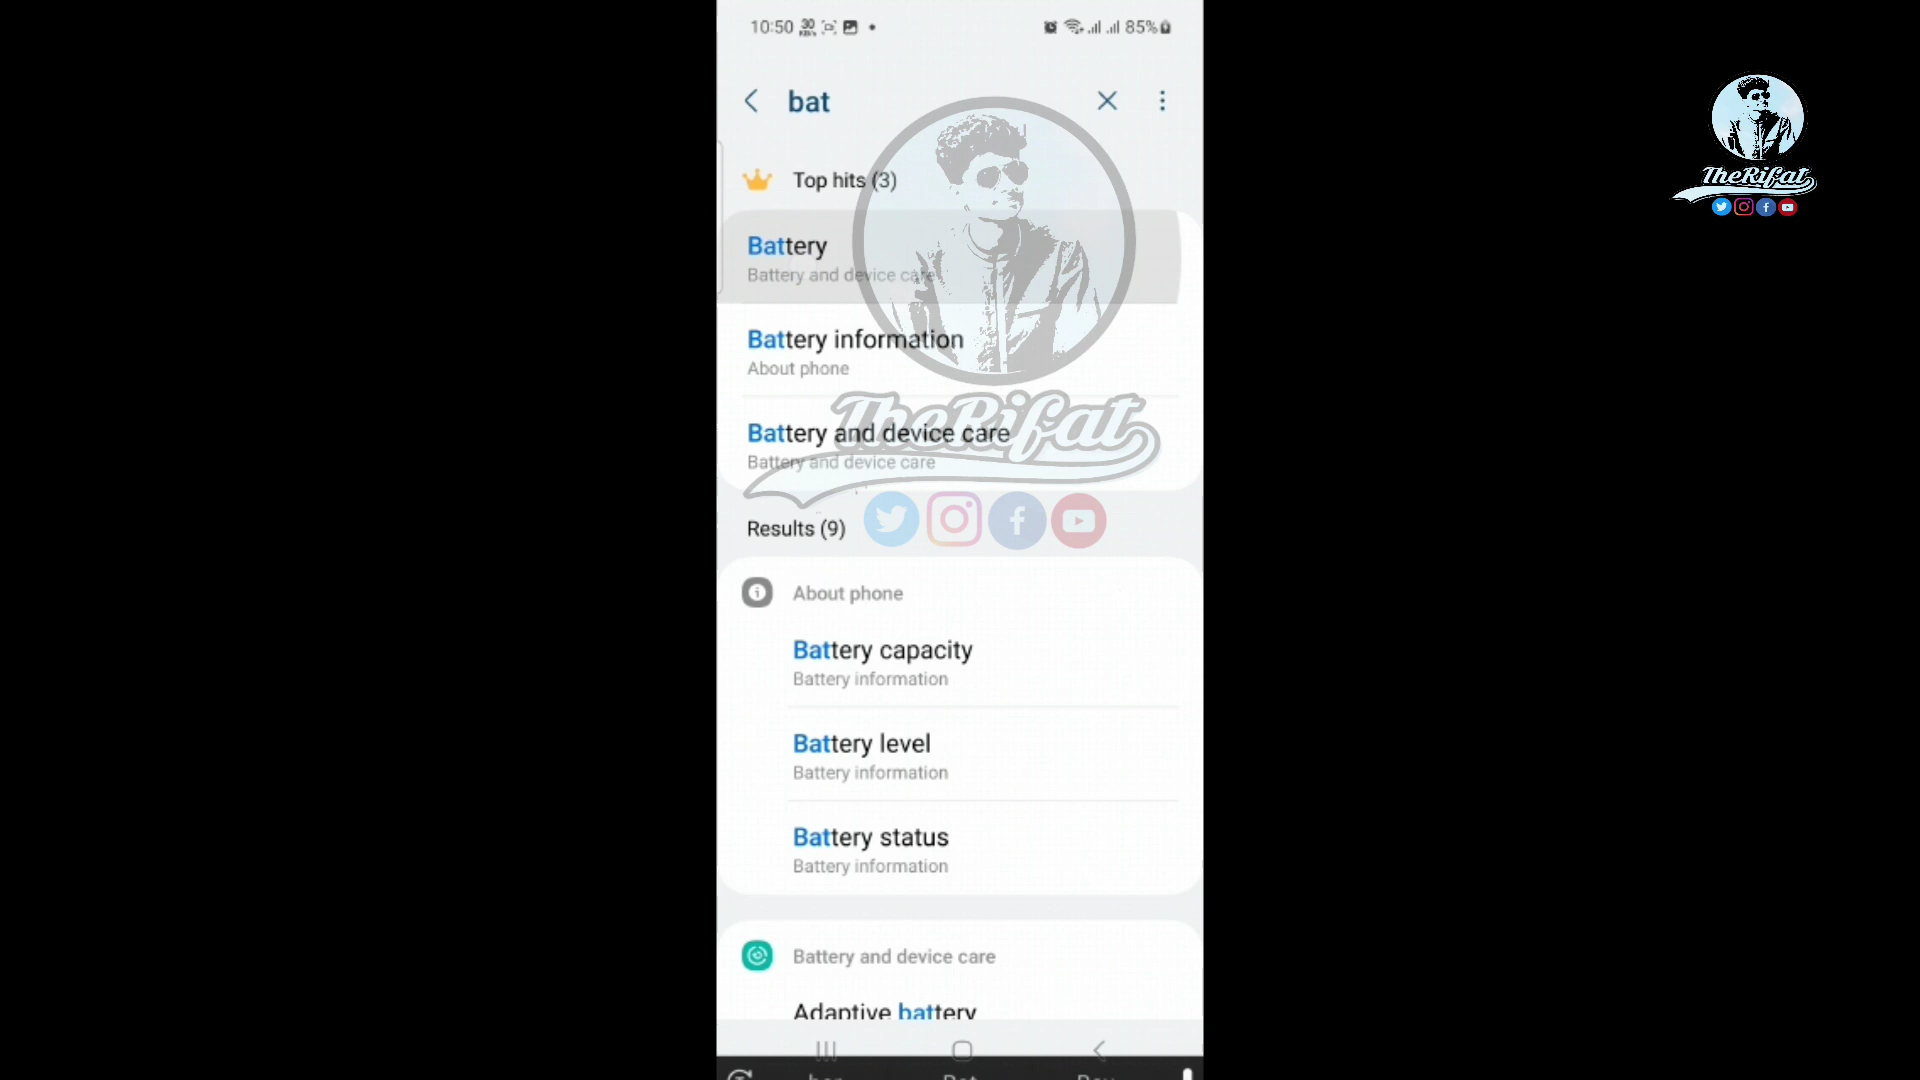 10:50 30 KB/s 85%
bat
Top hits (3)
Battery
Battery and device care
Battery information
About phone
Battery and device care
Battery and device care
Results (9)
About phone
Battery capacity
Battery information
Battery level
Battery information
Battery status
Battery information
Battery and device care
Adaptive battery
TheRifat
TheRifat